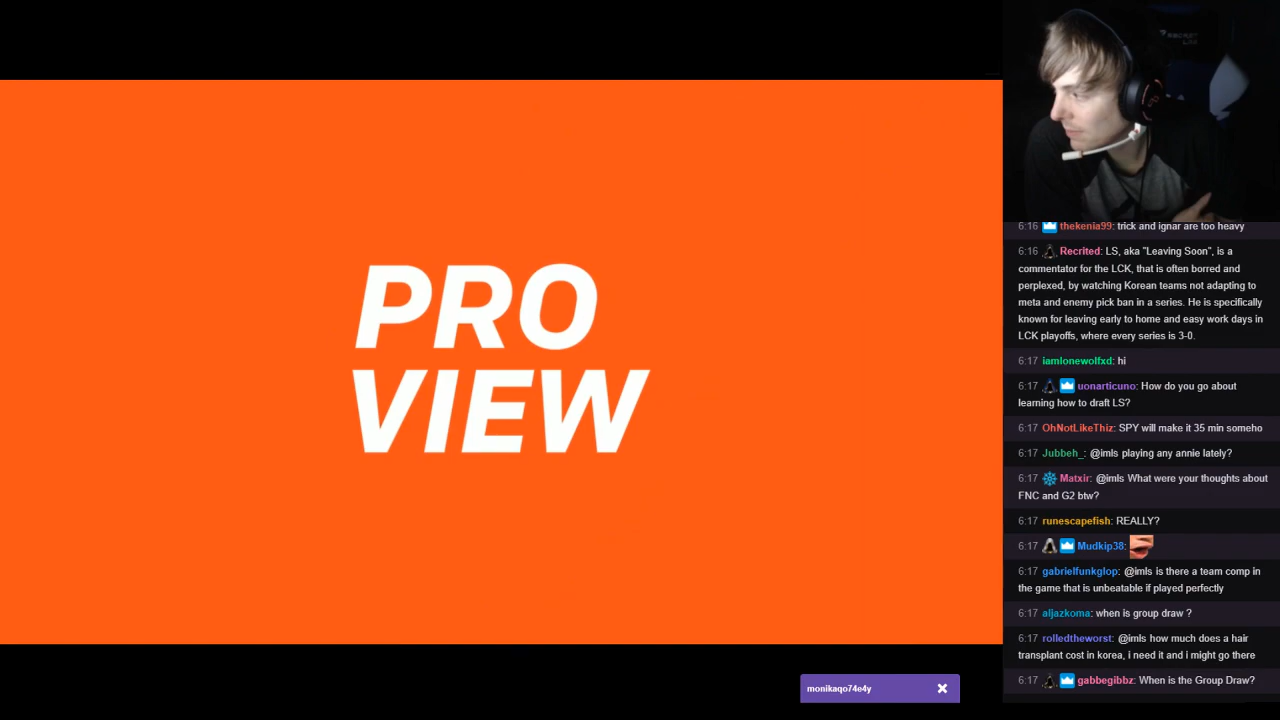 PRO
VIEW
6:16 thekenia99: trick and ignar are too heavy
6:16 Recrited: LS, aka "Leaving Soon", is a
commentator for the LCK, that is often borred and
perplexed, by watching Korean teams not adapting to
meta and enemy pick ban in a series. He is specifically
known for leaving early to home and easy work days in
LCK playoffs, where every series is 3-0.
6:17 iamlonewolfxd: hi
6:17 uonarticuno: How do you go about
learning how to draft LS?
6:17 OhNotLikeThiz: SPY will make it 35 min someho
6:17 Jubbeh_: @imls playing any annie lately?
6:17 Matxir: @imls What were your thoughts about
FNC and G2 btw?
6:17 runescapefish: REALLY?
6:17 Mudkip38:
6:17 gabrielfunkglop: @imls is there a team comp in
the game that is unbeatable if played perfectly
6:17 aljazkoma: when is group draw ?
6:17 rolledtheworst: @imls how much does a hair
transplant cost in korea, i need it and i might go there
6:17 gabbegibbz: When is the Group Draw?
monikaqo74e4y